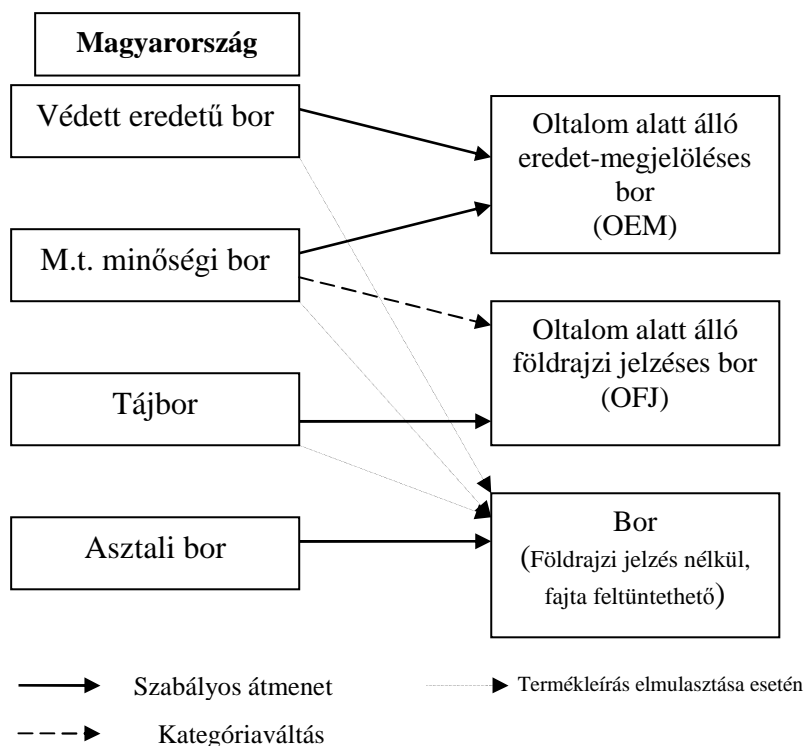 Magyarország
Védett eredetű bor
M.t. minőségi bor
Tájbor
Asztali bor
Oltalom alatt álló
eredet-megjelöléses
bor
(OEM)
Oltalom alatt álló
földrajzi jelzéses bor
(OFJ)
Bor
(Földrajzi jelzés nélkül,
fajta feltüntethető)
Szabályos átmenet
Termékleírás elmulasztása esetén
Kategóriaváltás